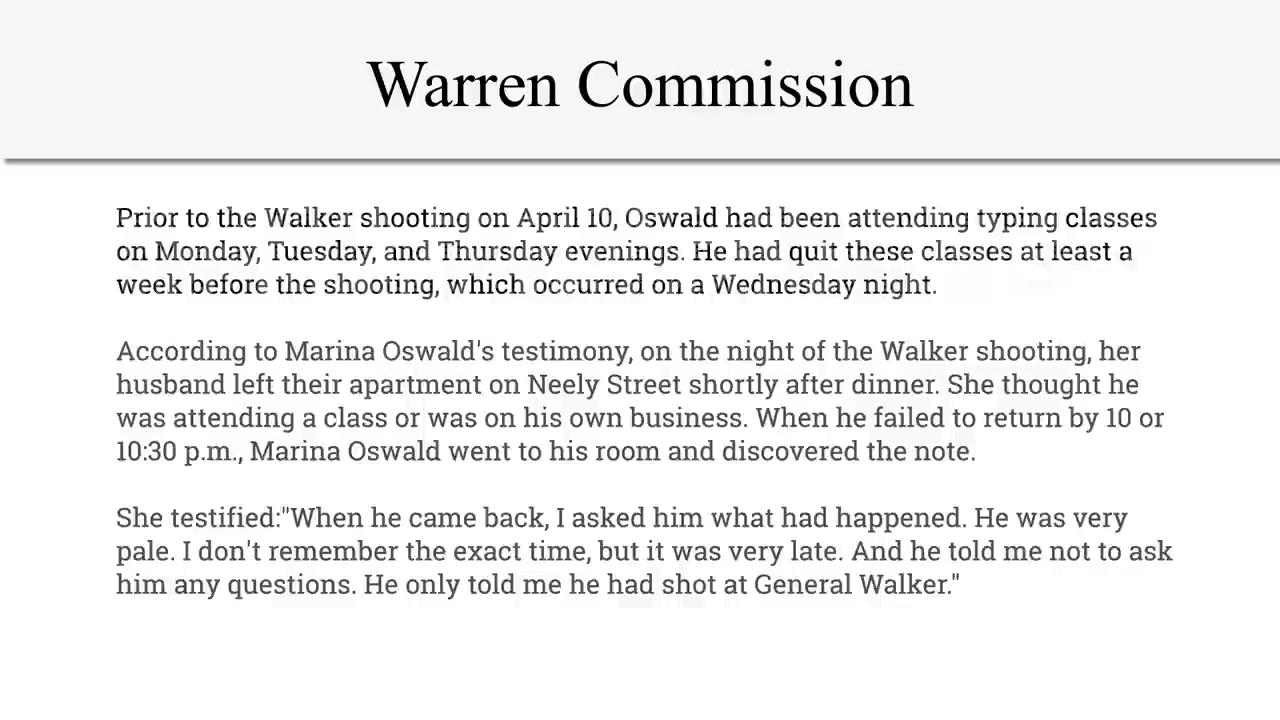 Warren Commission
Prior to the Walker shooting on April 10, Oswald had been attending typing classes
on Monday, Tuesday, and Thursday evenings. He had quit these classes at least a
week before the shooting, which occurred on a Wednesday night.
According to Marina Oswald's testimony, on the night of the Walker shooting, her
husband left their apartment on Neely Street shortly after dinner. She thought he
was attending a class or was on his own business. When he failed to return by 10 or
10:30 p.m., Marina Oswald went to his room and discovered the note.
She testified:"When he came back, I asked him what had happened. He was very
pale. I don't remember the exact time, but it was very late. And he told me not to ask
him any questions. He only told me he had shot at General Walker."